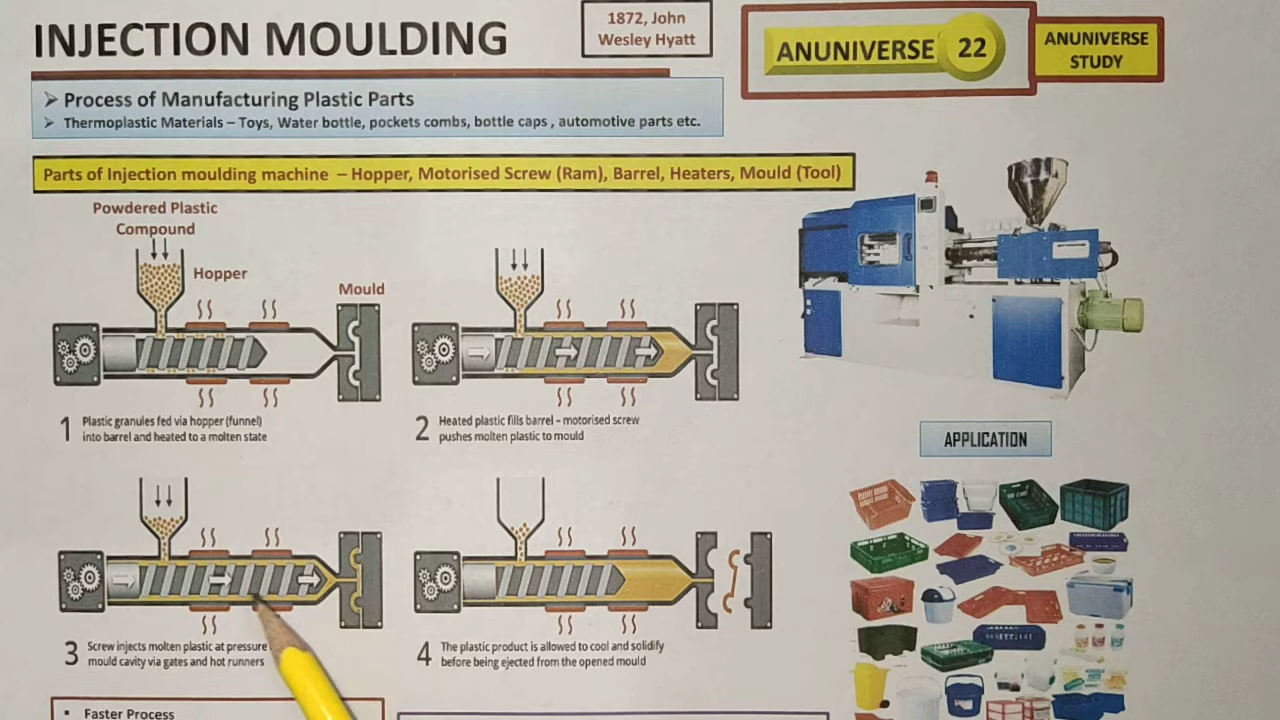 INJECTION MOULDING
1872, John
Wesley Hyatt
ANUNIVERSE 22
ANUNIVERSE
STUDY
➤ Process of Manufacturing Plastic Parts
➤ Thermoplastic Materials – Toys, Water bottle, pockets combs, bottle caps , automotive parts etc.
Parts of Injection moulding machine – Hopper, Motorised Screw (Ram), Barrel, Heaters, Mould (Tool)
Powdered Plastic
Compound
Hopper
Mould
1 Plastic granules fed via hopper (funnel)
into barrel and heated to a molten state
2 Heated plastic fills barrel – motorised screw
pushes molten plastic to mould
APPLICATION
3 Screw injects molten plastic at pressure
mould cavity via gates and hot runners
4 The plastic product is allowed to cool and solidify
before being ejected from the opened mould
▪ Faster Process